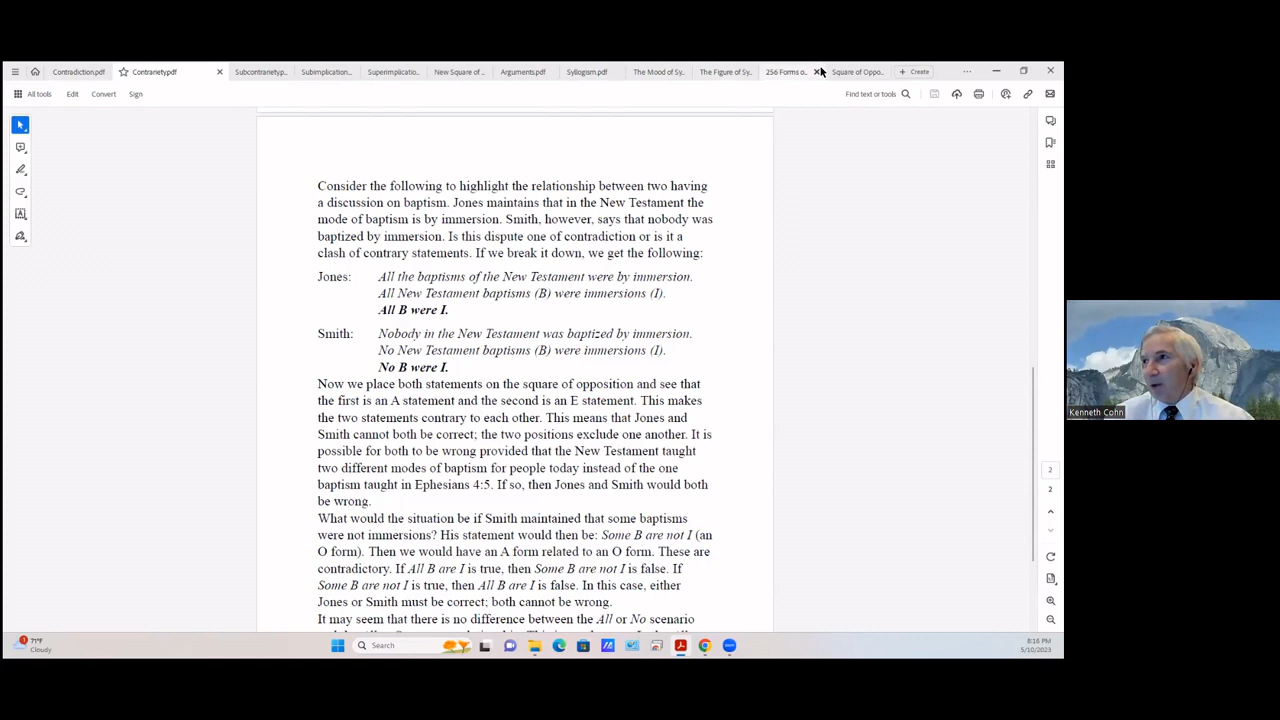 Contradiction.pdf Contrariety.pdf Subcontrarietyp... Subimplication... Superimplicatio... New Square of ... Arguments.pdf Syllogism.pdf The Mood of Sy... The Figure of Sy... 256 Forms o... Square of Oppo... + Create
All tools Edit Convert Sign Find text or tools
Consider the following to highlight the relationship between two having
a discussion on baptism. Jones maintains that in the New Testament the
mode of baptism is by immersion. Smith, however, says that nobody was
baptized by immersion. Is this dispute one of contradiction or is it a
clash of contrary statements. If we break it down, we get the following:
Jones: All the baptisms of the New Testament were by immersion.
All New Testament baptisms (B) were immersions (I).
All B were I.
Smith: Nobody in the New Testament was baptized by immersion.
No New Testament baptisms (B) were immersions (I).
No B were I.
Now we place both statements on the square of opposition and see that
the first is an A statement and the second is an E statement. This makes
the two statements contrary to each other. This means that Jones and
Smith cannot both be correct; the two positions exclude one another. It is
possible for both to be wrong provided that the New Testament taught
two different modes of baptism for people today instead of the one
baptism taught in Ephesians 4:5. If so, then Jones and Smith would both
be wrong.
What would the situation be if Smith maintained that some baptisms
were not immersions? His statement would then be: Some B are not I (an
O form). Then we would have an A form related to an O form. These are
contradictory. If All B are I is true, then Some B are not I is false. If
Some B are not I is true, then All B are I is false. In this case, either
Jones or Smith must be correct; both cannot be wrong.
It may seem that there is no difference between the All or No scenario
2
2
Kenneth Cohn
1
71°F
Cloudy
Search
8:16 PM
5/10/2023